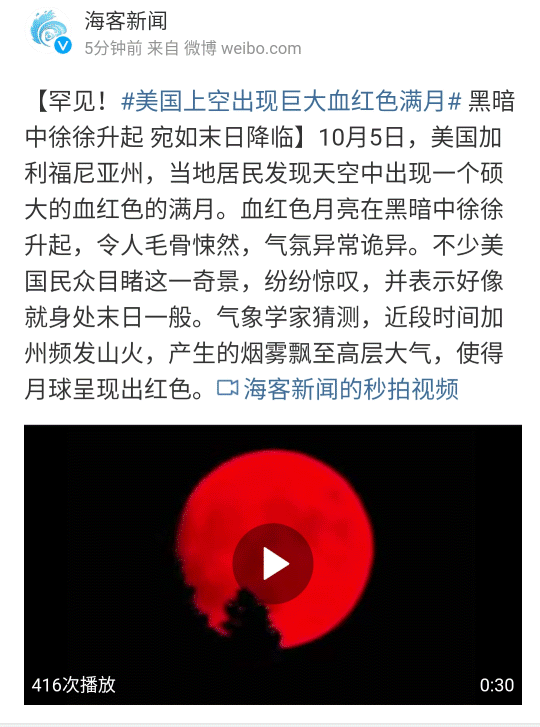 海客新闻
5分钟前 来自 微博 weibo.com
【罕见！#美国上空出现巨大血红色满月# 黑暗
中徐徐升起 宛如末日降临】10月5日，美国加
利福尼亚州，当地居民发现天空中出现一个硕
大的血红色的满月。血红色月亮在黑暗中徐徐
升起，令人毛骨悚然，气氛异常诡异。不少美
国民众目睹这一奇景，纷纷惊叹，并表示好像
就身处末日一般。气象学家猜测，近段时间加
州频发山火，产生的烟雾飘至高层大气，使得
月球呈现出红色。海客新闻的秒拍视频
416次播放
0:30